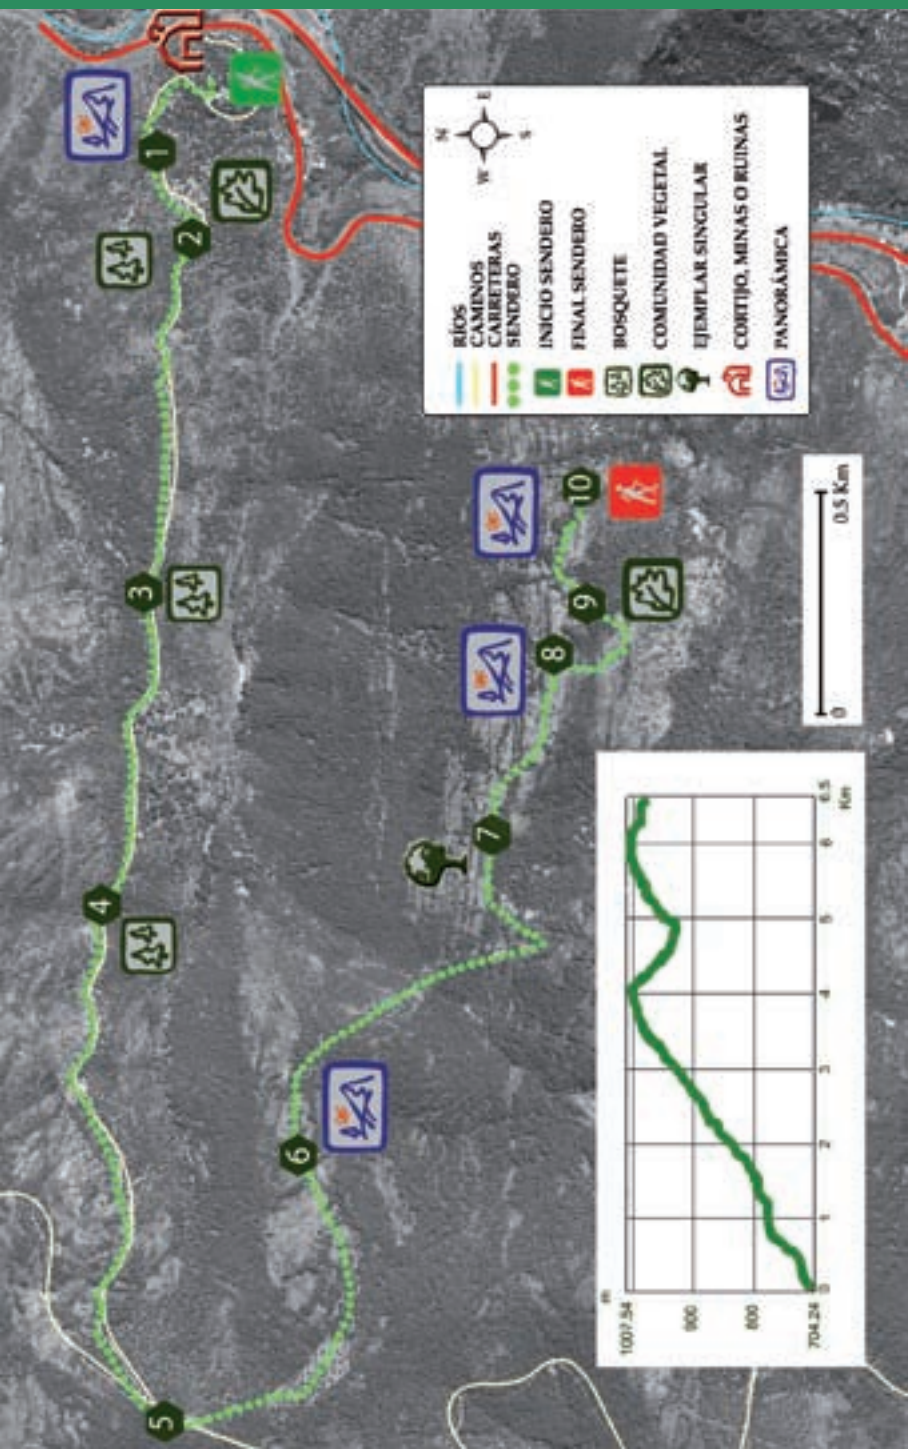 1
2
3
4
5
6
7
8
9
10
N
W
E
S
RÍOS
CAMINOS
CARRETERAS
SENDERO
INICIO SENDERO
FINAL SENDERO
BOSQUETE
COMUNIDAD VEGETAL
EJEMPLAR SINGULAR
CORTIJO, MINAS O RUINAS
PANORÁMICA
0
0.5 Km
m
1007.54
900
800
704.24
0
1
2
3
4
5
6
6.5
Km